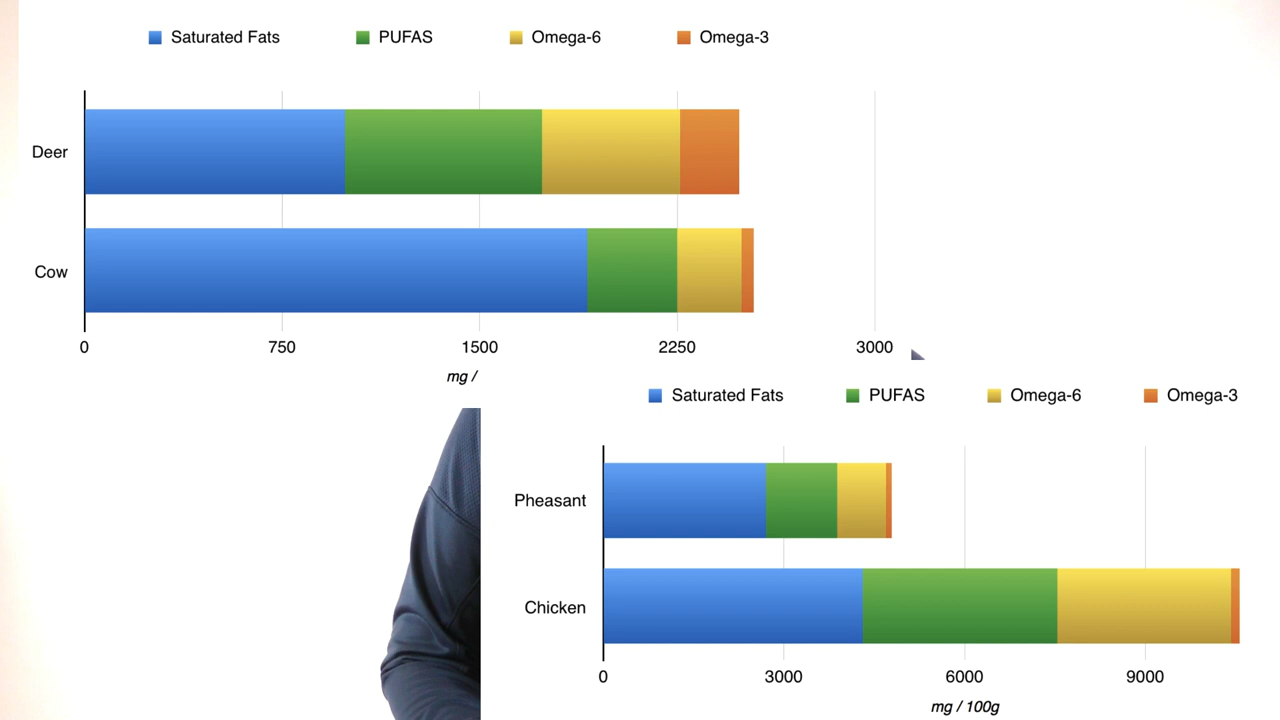 Saturated Fats PUFAS Omega-6 Omega-3
Deer
Cow
0 750 1500 2250 3000
mg /
Saturated Fats PUFAS Omega-6 Omega-3
Pheasant
Chicken
0 3000 6000 9000
mg / 100g